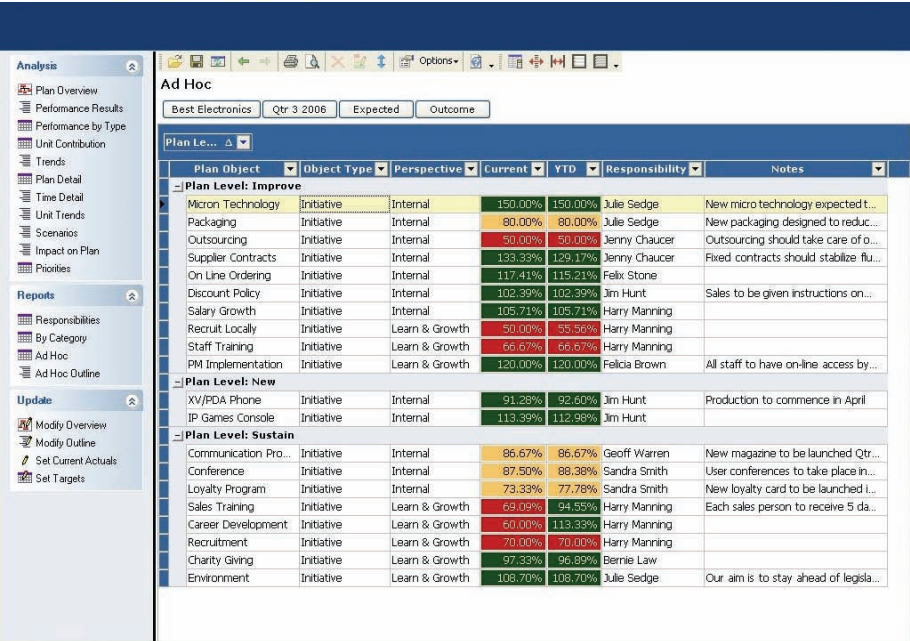 Analysis
Plan Overview
Performance Results
Performance by Type
Unit Contribution
Trends
Plan Detail
Time Detail
Unit Trends
Scenarios
Impact on Plan
Priorities
Reports
Responsibilities
By Category
Ad Hoc
Ad Hoc Outline
Update
Modify Overview
Modify Outline
Set Current Actuals
Set Targets
Options
Ad Hoc
Best Electronics Qtr 3 2006 Expected Outcome
Plan Le...
Plan Object Object Type Perspective Current YTD Responsibility Notes
Plan Level: Improve
Micron Technology Initiative Internal 150.00% 150.00% Julie Sedge New micro technology expected t...
Packaging Initiative Internal 80.00% 80.00% Julie Sedge New packaging designed to reduc...
Outsourcing Initiative Internal 50.00% 50.00% Jenny Chaucer Outsourcing should take care of o...
Supplier Contracts Initiative Internal 133.33% 129.17% Jenny Chaucer Fixed contracts should stabilize flu...
On Line Ordering Initiative Internal 117.41% 115.21% Felix Stone
Discount Policy Initiative Internal 102.39% 102.39% Jim Hunt Sales to be given instructions on...
Salary Growth Initiative Internal 105.71% 105.71% Harry Manning
Recruit Locally Initiative Learn & Growth 50.00% 55.56% Harry Manning
Staff Training Initiative Learn & Growth 66.67% 66.67% Harry Manning
PM Implementation Initiative Learn & Growth 120.00% 120.00% Felicia Brown All staff to have on-line access by...
Plan Level: New
XV/PDA Phone Initiative Internal 91.28% 92.60% Jim Hunt Production to commence in April
IP Games Console Initiative Internal 113.39% 112.98% Jim Hunt
Plan Level: Sustain
Communication Pro... Initiative Internal 86.67% 86.67% Geoff Warren New magazine to be launched Qtr...
Conference Initiative Internal 87.50% 88.38% Sandra Smith User conferences to take place in...
Loyalty Program Initiative Internal 73.33% 77.78% Sandra Smith New loyalty card to be launched i...
Sales Training Initiative Learn & Growth 69.09% 94.55% Harry Manning Each sales person to receive 5 da...
Career Development Initiative Learn & Growth 60.00% 113.33% Harry Manning
Recruitment Initiative Learn & Growth 70.00% 70.00% Harry Manning
Charity Giving Initiative Learn & Growth 97.33% 96.89% Bernie Law
Environment Initiative Learn & Growth 108.70% 108.70% Julie Sedge Our aim is to stay ahead of legisla...